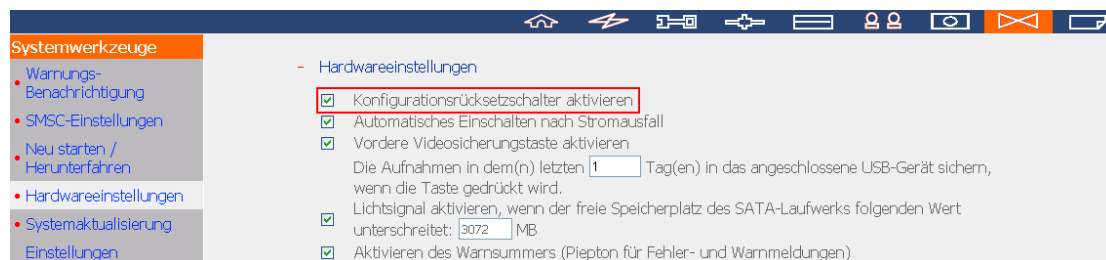 Systemwerkzeuge
Warnungs-
Benachrichtigung
SMSC-Einstellungen
Neu starten /
Herunterfahren
Hardwareeinstellungen
Systemaktualisierung
Einstellungen
- Hardwareeinstellungen
Konfigurationsrücksetzschalter aktivieren
Automatisches Einschalten nach Stromausfall
Vordere Videosicherungstaste aktivieren
Die Aufnahmen in dem(n) letzten 1 Tag(en) in das angeschlossene USB-Gerät sichern,
wenn die Taste gedrückt wird.
Lichtsignal aktivieren, wenn der freie Speicherplatz des SATA-Laufwerks folgenden Wert
unterschreitet: 3072 MB
Aktivieren des Warnsummers (Piepton für Fehler- und Warnmeldungen)